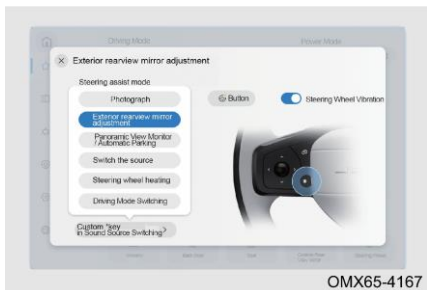 Driving Mode
Power Mode
Exterior rearview mirror adjustment
Steering assist mode
Photograph
Button
Steering Wheel Vibration
Exterior rearview mirror
adjustment
Panoramic View Monitor
/ Automatic Parking
Switch the source
Steering wheel heating
Driving Mode Switching
Custom "key
in Sound Source Switching>
OMX65-4167